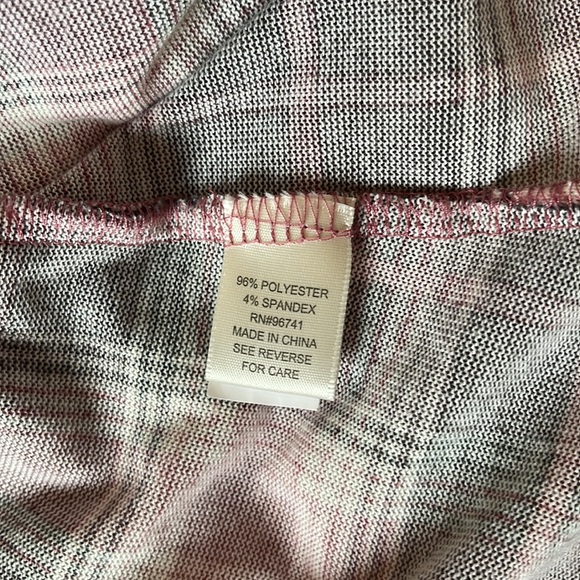 96% POLYESTER
4% SPANDEX
RN#96741
MADE IN CHINA
SEE REVERSE
FOR CARE